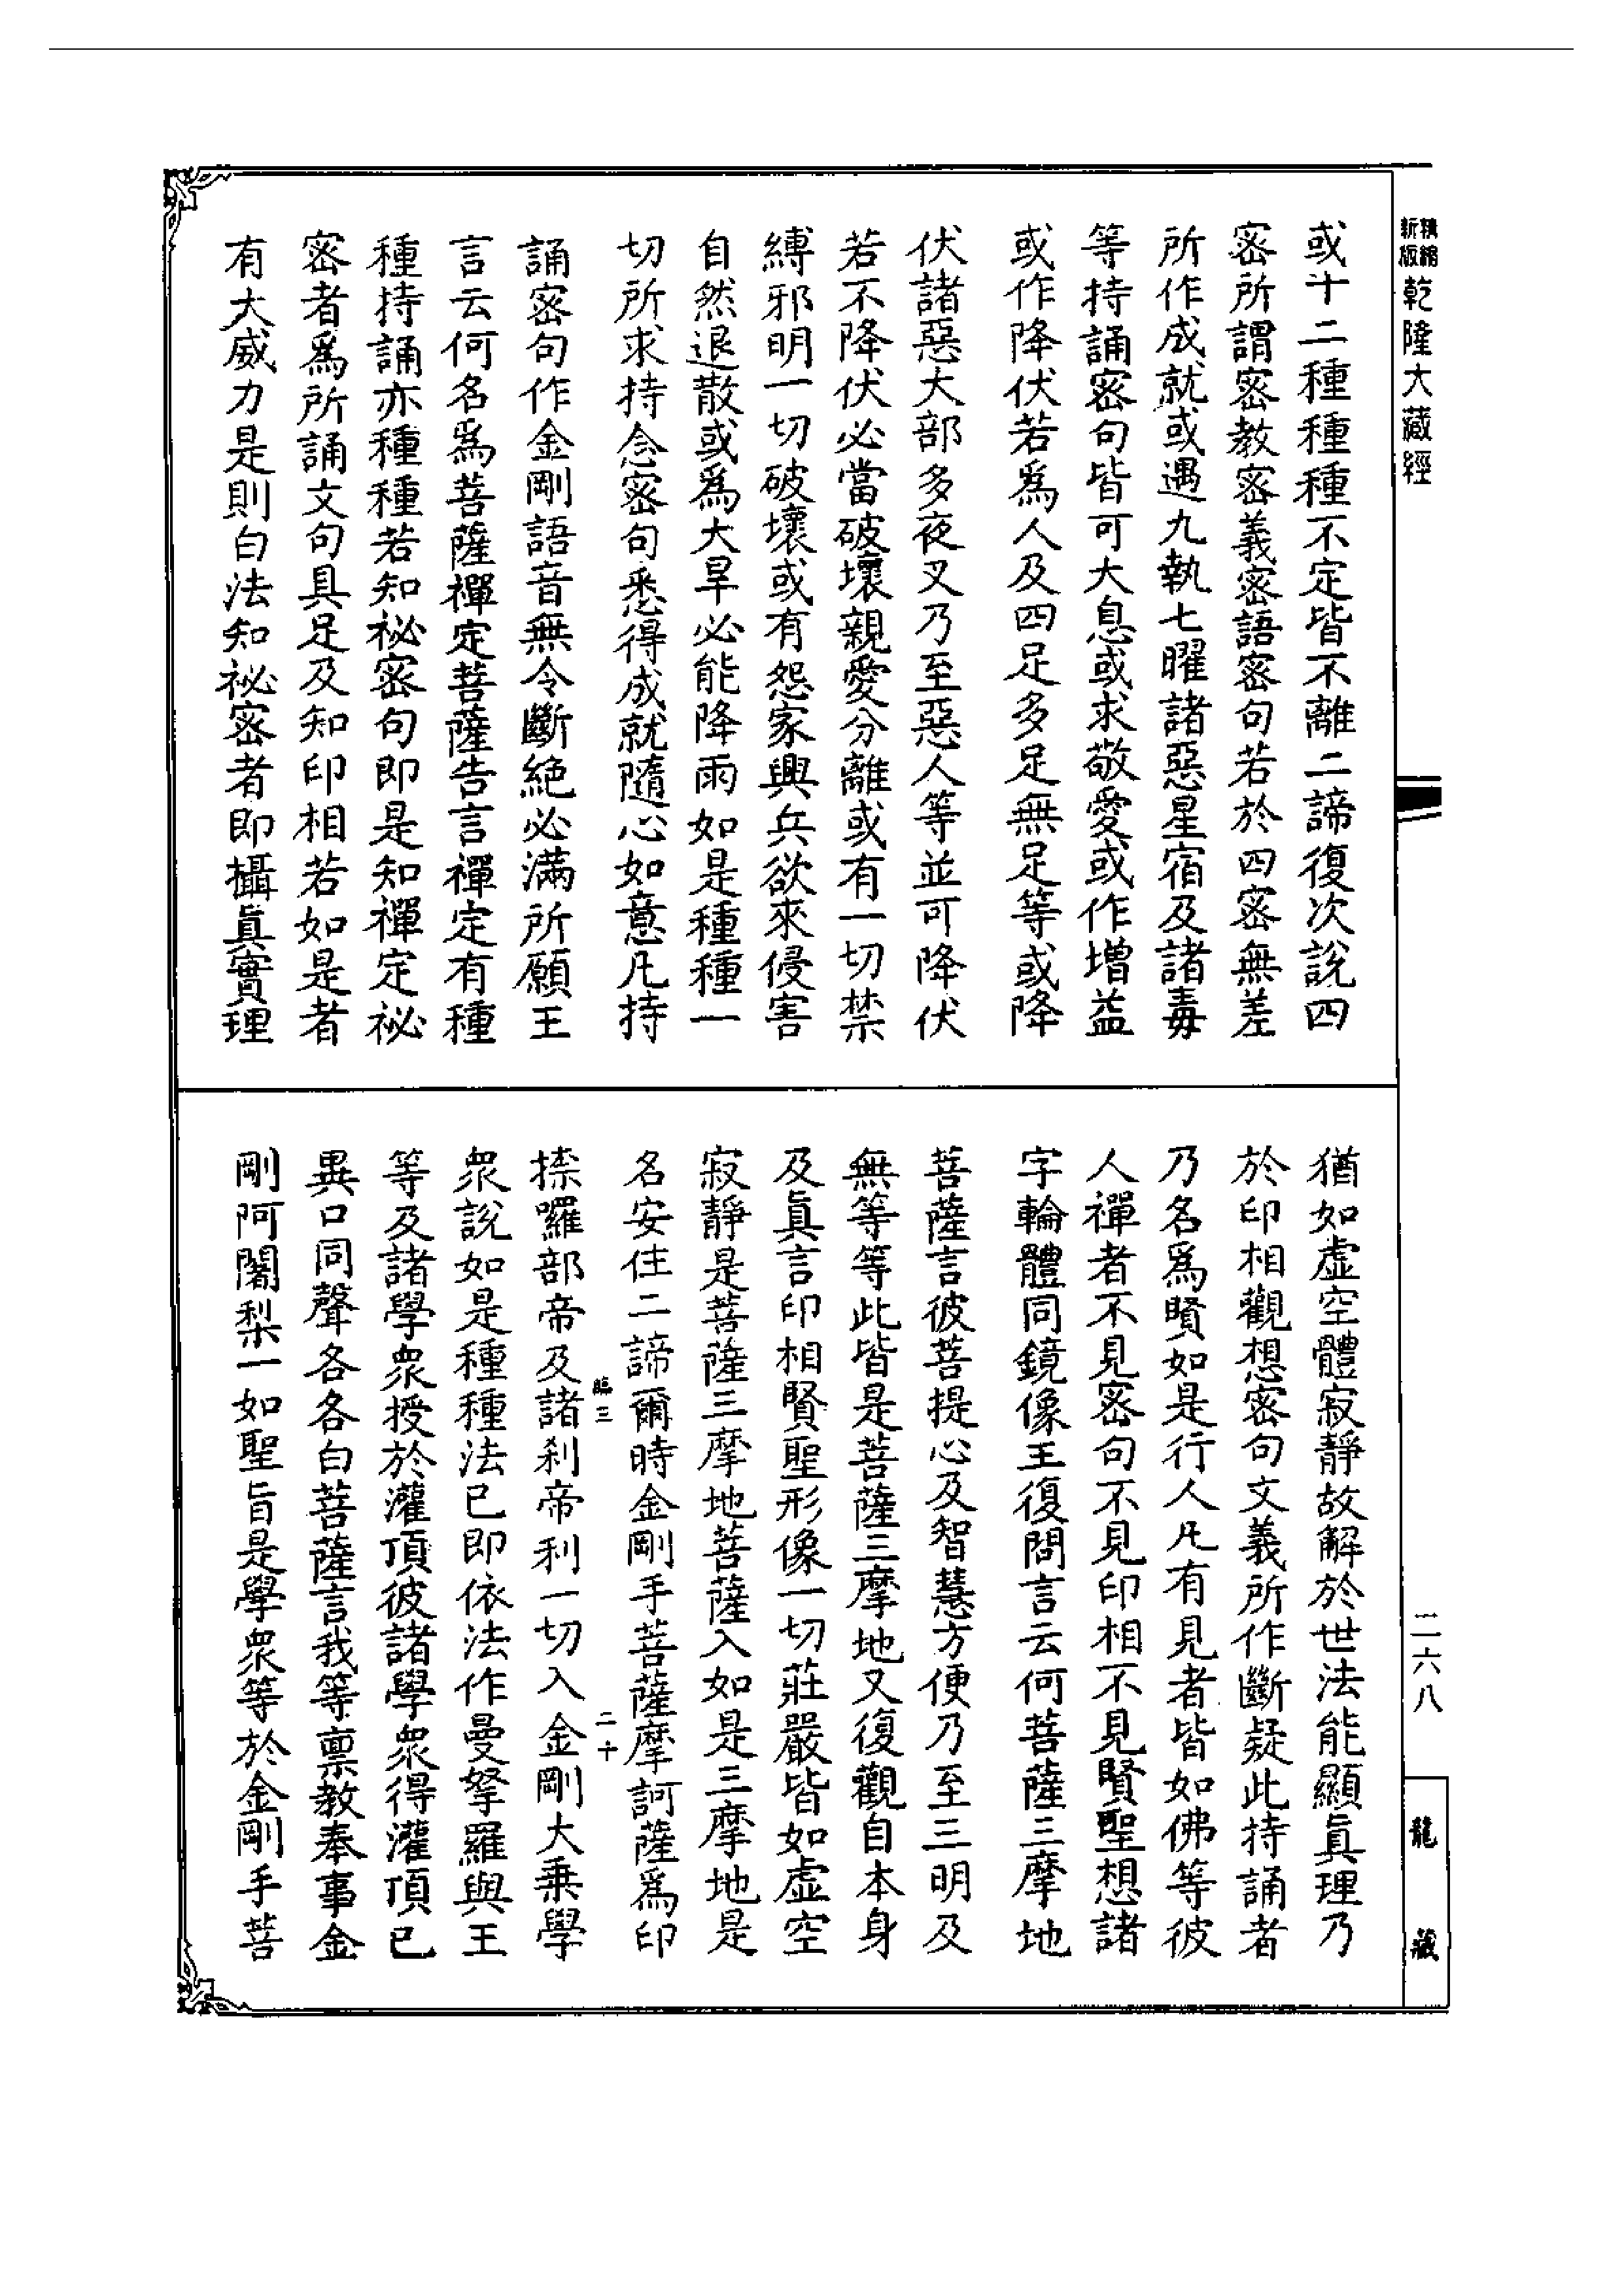 精縮新版乾隆大藏經
或十二種種種不定皆不離二諦復次說四
密所謂密教密義密語密句若於四密無差
所作成就或遇九執七曜諸惡星宿及諸毒
等持誦密句皆可大息或求敬愛或作增益
或作降伏若爲人及四足多足無足等或降
伏諸惡大部多夜叉乃至惡人等並可降伏
若不降伏必當破壞親愛分離或有一切禁
縛邪明一切破壞或有怨家興兵欲來侵害
自然退散或爲大旱必能降雨如是種種一
切所求持念密句悉得成就隨心如意凡持
誦密句作金剛語音無令斷絕必滿所願王
言云何名爲菩薩禪定菩薩告言禪定有種
種持誦亦種種若知祕密句即是知禪定祕
密者爲所誦文句具足及知印相若如是者
有大威力是則白法知祕密者即攝眞實理
猶如虛空體寂靜故解於世法能顯眞理乃
於印相觀想密句文義所作斷疑此持誦者
乃名爲賢如是行人凡有見者皆如佛等彼
人禪者不見密句不見印相不見賢聖想諸
字輪體同鏡像王復問言云何菩薩三摩地
菩薩言彼菩提心及智慧方便乃至三明及
無等等此皆是菩薩三摩地又復觀自本身
及眞言印相賢聖形像一切莊嚴皆如虛空
寂靜是菩薩三摩地菩薩入如是三摩地是
名安住二諦爾時金剛手菩薩摩訶薩爲印
捺囉部帝及諸刹帝利一切入金剛大乘學
衆說如是種種法已即依法作曼拏羅與王
等及諸學衆授於灌頂彼諸學衆得灌頂已
異口同聲各各白菩薩言我等禀教奉事金
剛阿闍梨一如聖旨是學衆等於金剛手菩
臨三
二十
二六八
龍藏